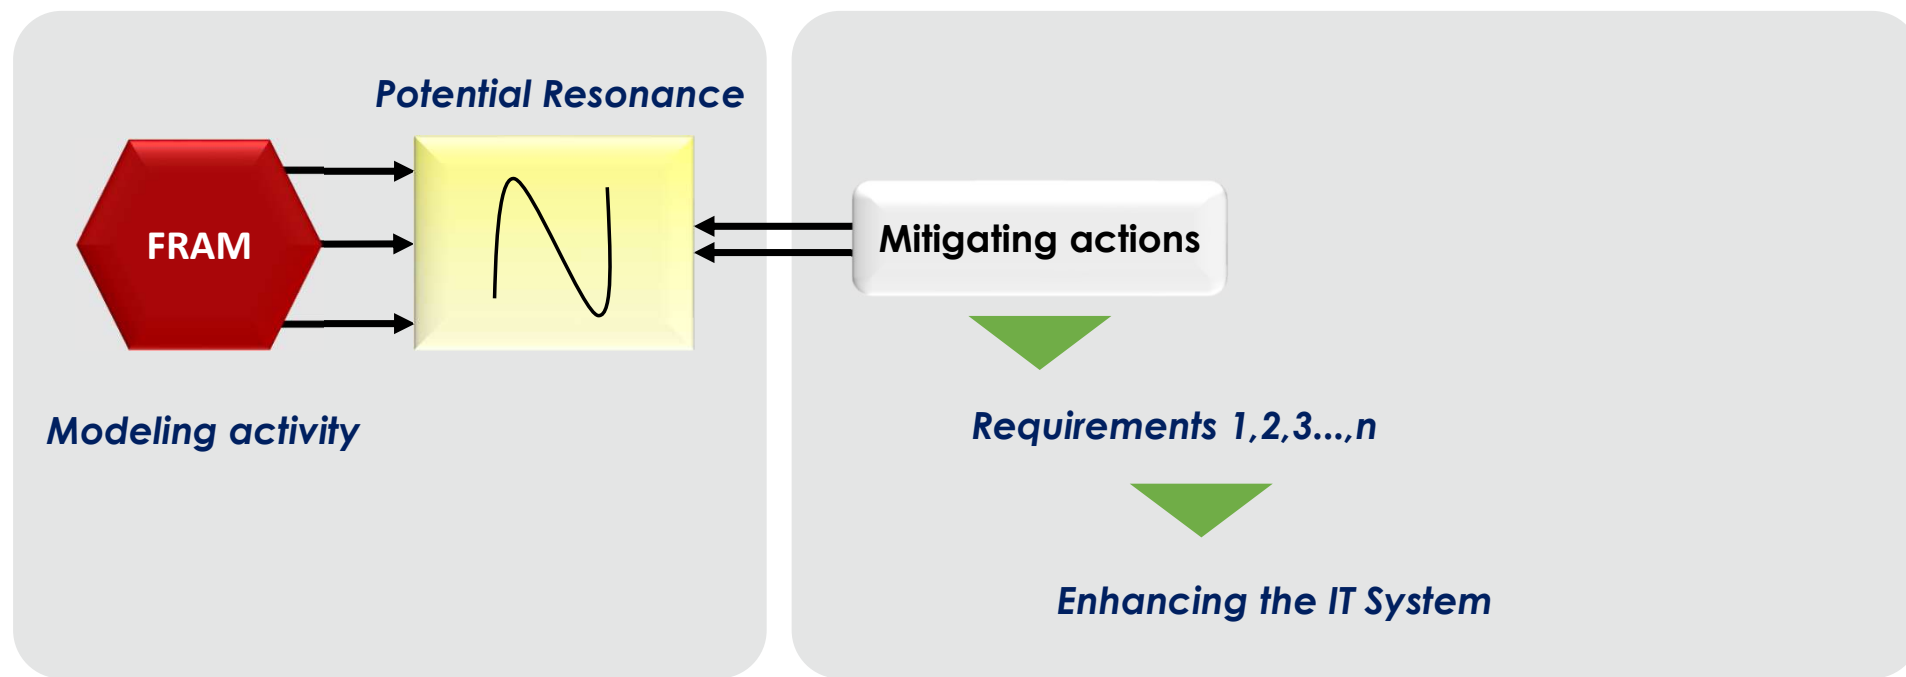 Potential Resonance
FRAM
Mitigating actions
Modeling activity
Requirements 1,2,3...,n
Enhancing the IT System